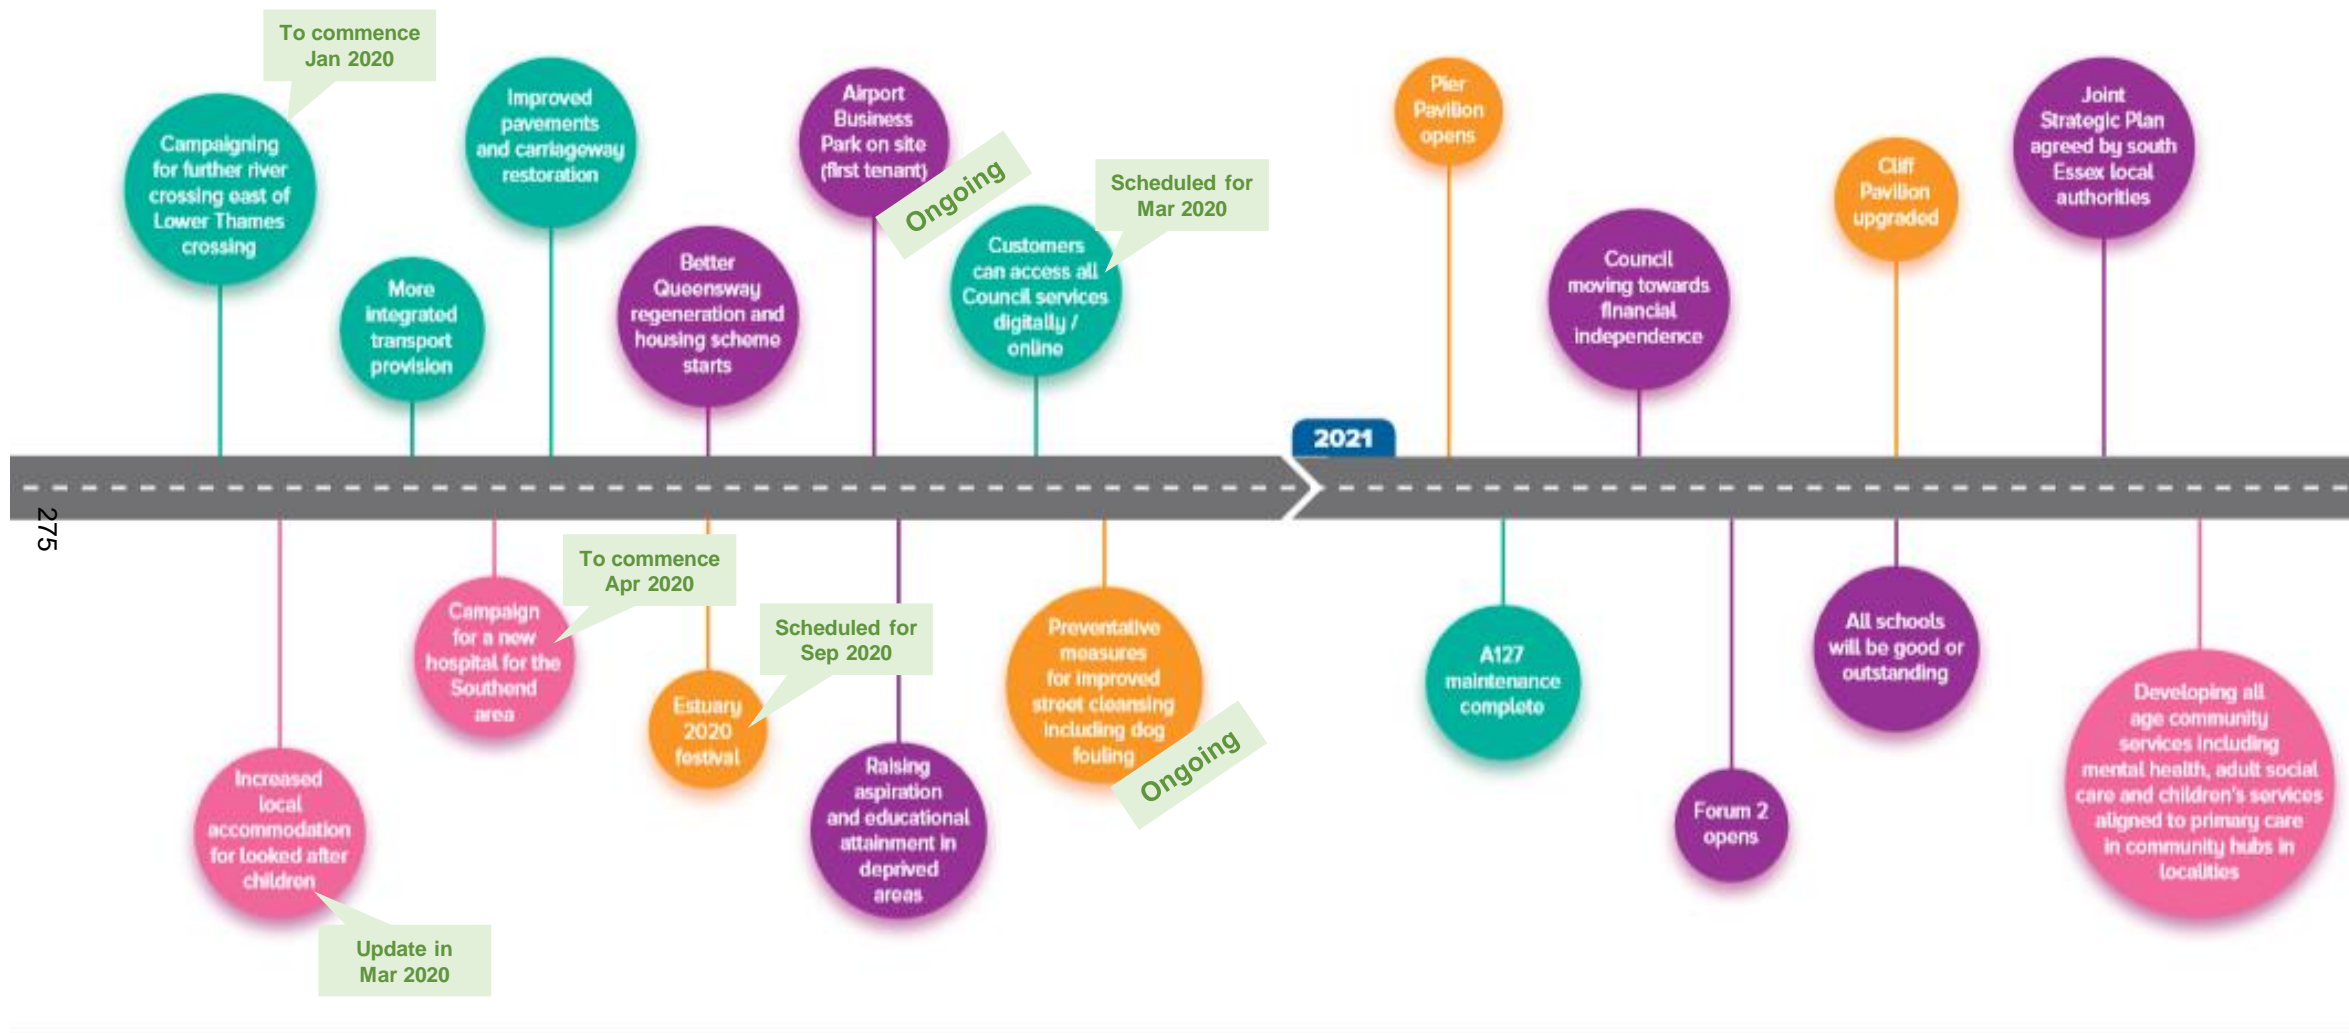 To commence
Jan 2020
Campaigning
for further river
crossing east of
Lower Thames
crossing
More
integrated
transport
provision
Improved
pavements
and carriageway
restoration
Better
Queensway
regeneration and
housing scheme
starts
Airport
Business
Park on site
(first tenant)
Ongoing
Scheduled for
Mar 2020
Customers
can access all
Council services
digitally /
online
2021
Pier
Pavilion
opens
Council
moving towards
financial
independence
Cliff
Pavilion
upgraded
Joint
Strategic Plan
agreed by south
Essex local
authorities
275
Increased
local
accommodation
for looked after
children
Update in
Mar 2020
Campaign
for a new
hospital for the
Southend
area
To commence
Apr 2020
Estuary
2020
festival
Scheduled for
Sep 2020
Raising
aspiration
and educational
attainment in
deprived
areas
Preventative
measures
for improved
street cleansing
including dog
fouling
Ongoing
A127
maintenance
complete
Forum 2
opens
All schools
will be good or
outstanding
Developing all
age community
services including
mental health, adult social
care and children's services
aligned to primary care
in community hubs in
localities